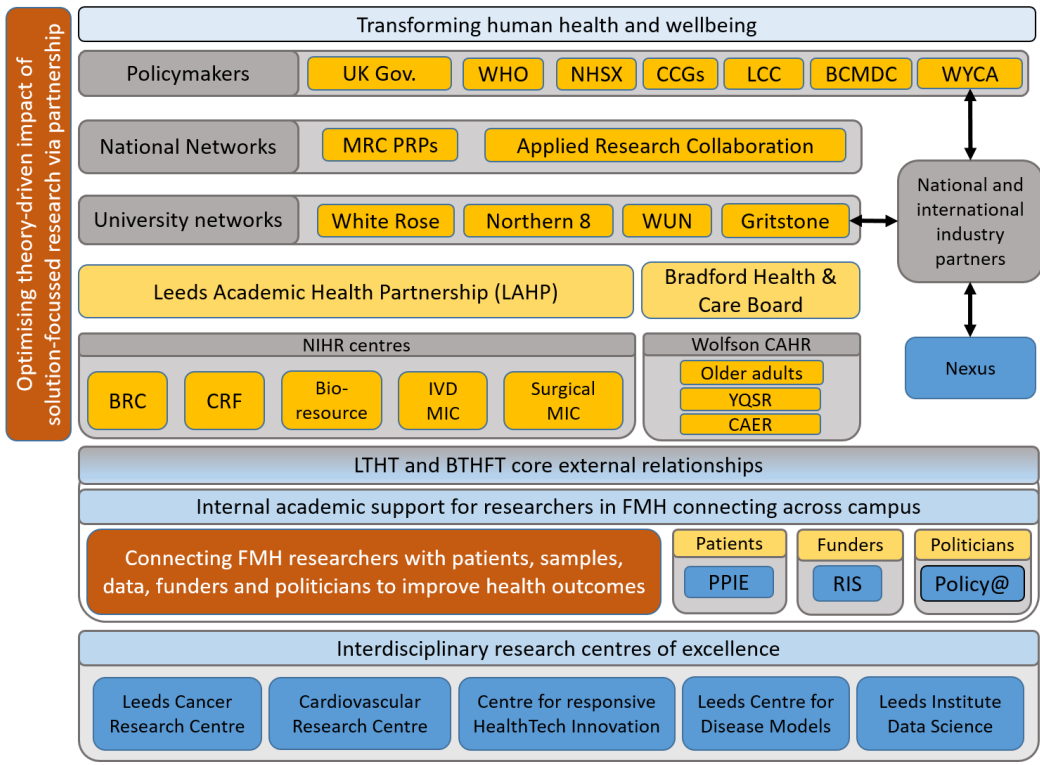 Optimising theory-driven impact of
solution-focussed research via partnership
Transforming human health and wellbeing
Policymakers
UK Gov.
WHO
NHSX
CCGs
LCC
BCMDC
WYCA
National Networks
MRC PRPs
Applied Research Collaboration
University networks
White Rose
Northern 8
WUN
Gritstone
National and
international
industry
partners
Leeds Academic Health Partnership (LAHP)
Bradford Health &
Care Board
NIHR centres
BRC
CRF
Bio-
resource
IVD
MIC
Surgical
MIC
Wolfson CAHR
Older adults
YQSR
CAER
Nexus
LTHT and BTHFT core external relationships
Internal academic support for researchers in FMH connecting across campus
Connecting FMH researchers with patients, samples,
data, funders and politicians to improve health outcomes
Patients
PPIE
Funders
RIS
Politicians
Policy@
Interdisciplinary research centres of excellence
Leeds Cancer
Research Centre
Cardiovascular
Research Centre
Centre for responsive
HealthTech Innovation
Leeds Centre for
Disease Models
Leeds Institute
Data Science